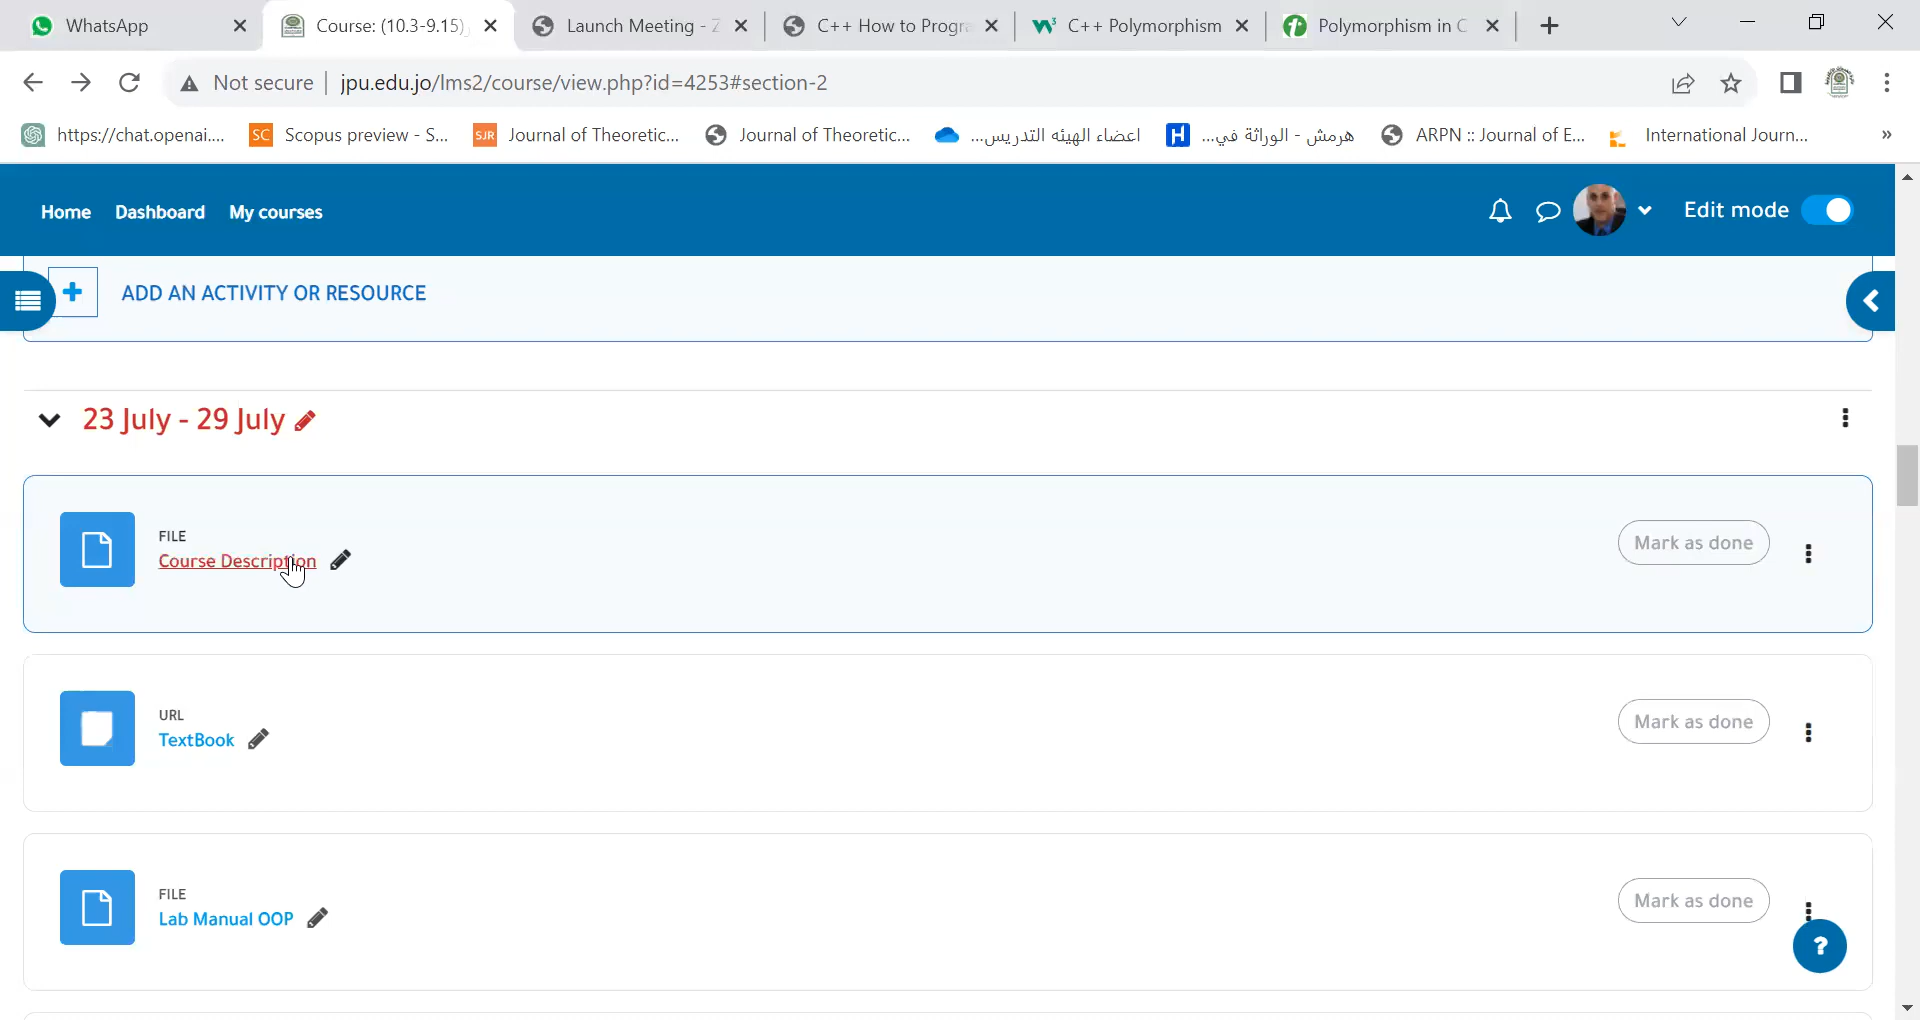 WhatsApp
Course: (10.3-9.15)
Launch Meeting - Z
C++ How to Progra
C++ Polymorphism
Polymorphism in C
Not secure
jpu.edu.jo/lms2/course/view.php?id=4253#section-2
https://chat.openai....
SC
Scopus preview - S...
SJR
Journal of Theoretic...
Journal of Theoretic...
اعضاء الهيئه التدريس...
H
هرمش - الوراثة في...
ARPN :: Journal of E...
International Journ...
»
Home
Dashboard
My courses
Edit mode
ADD AN ACTIVITY OR RESOURCE
23 July - 29 July
FILE
Course Description
Mark as done
URL
TextBook
Mark as done
FILE
Lab Manual OOP
Mark as done
?